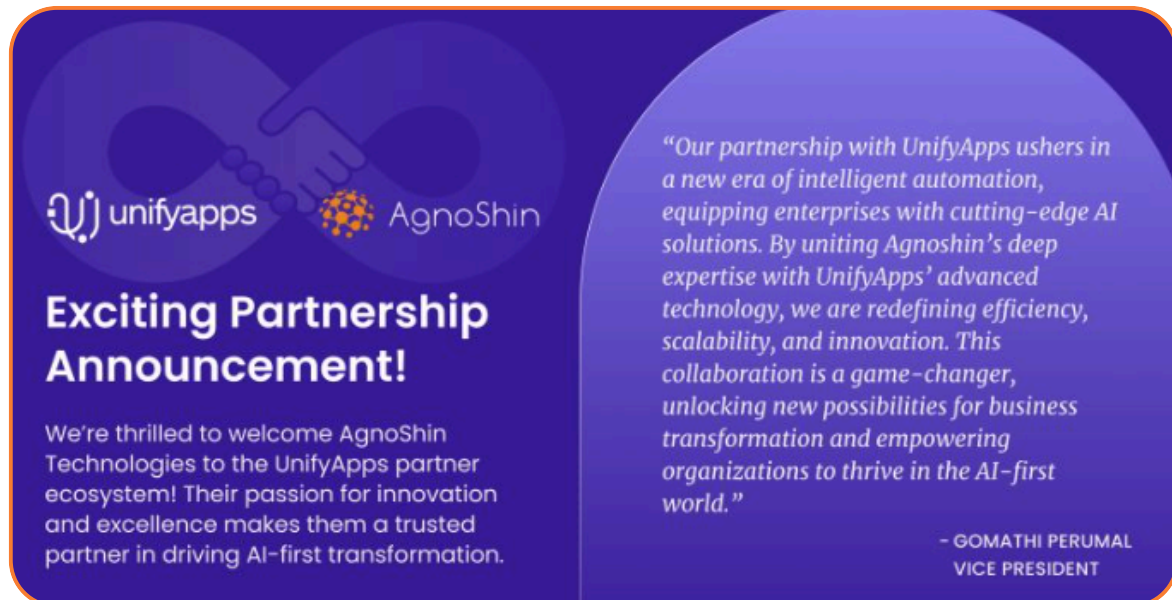 unifyapps
AgnoShin
Exciting Partnership
Announcement!
We're thrilled to welcome AgnoShin
Technologies to the UnifyApps partner
ecosystem! Their passion for innovation
and excellence makes them a trusted
partner in driving AI-first transformation.
“Our partnership with UnifyApps ushers in
a new era of intelligent automation,
equipping enterprises with cutting-edge AI
solutions. By uniting Agnoshin's deep
expertise with UnifyApps' advanced
technology, we are redefining efficiency,
scalability, and innovation. This
collaboration is a game-changer,
unlocking new possibilities for business
transformation and empowering
organizations to thrive in the AI-first
world.”
- GOMATHI PERUMAL
VICE PRESIDENT